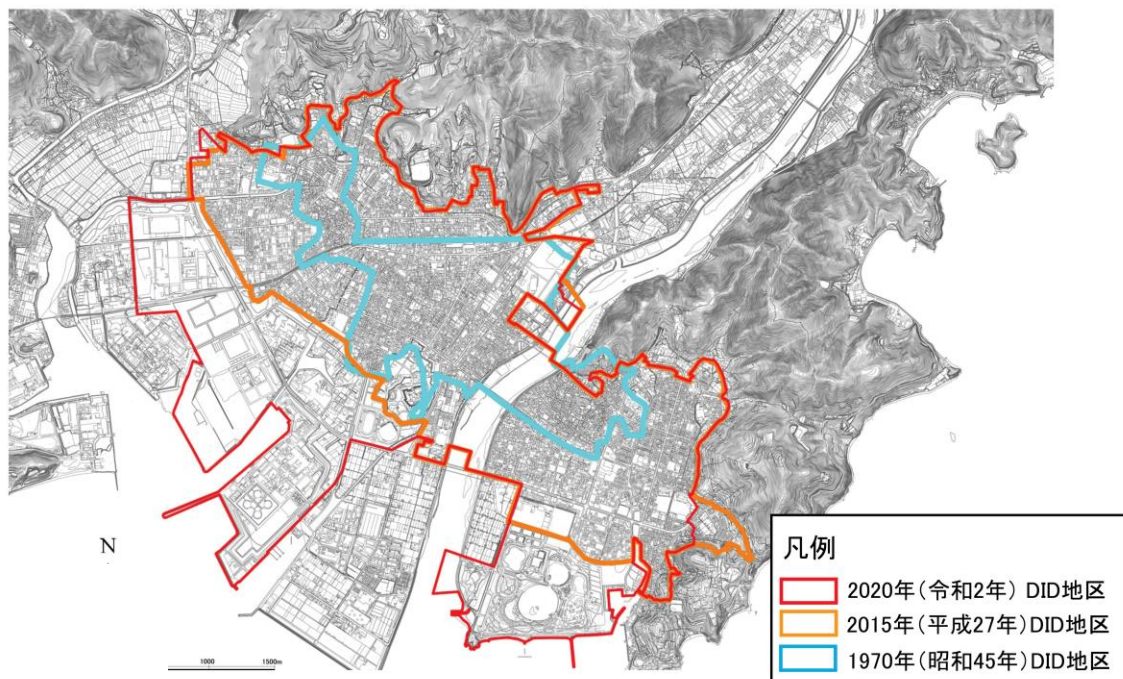 N
1000 1500m
凡例
2020年(令和2年) DID地区
2015年(平成27年)DID地区
1970年(昭和45年)DID地区